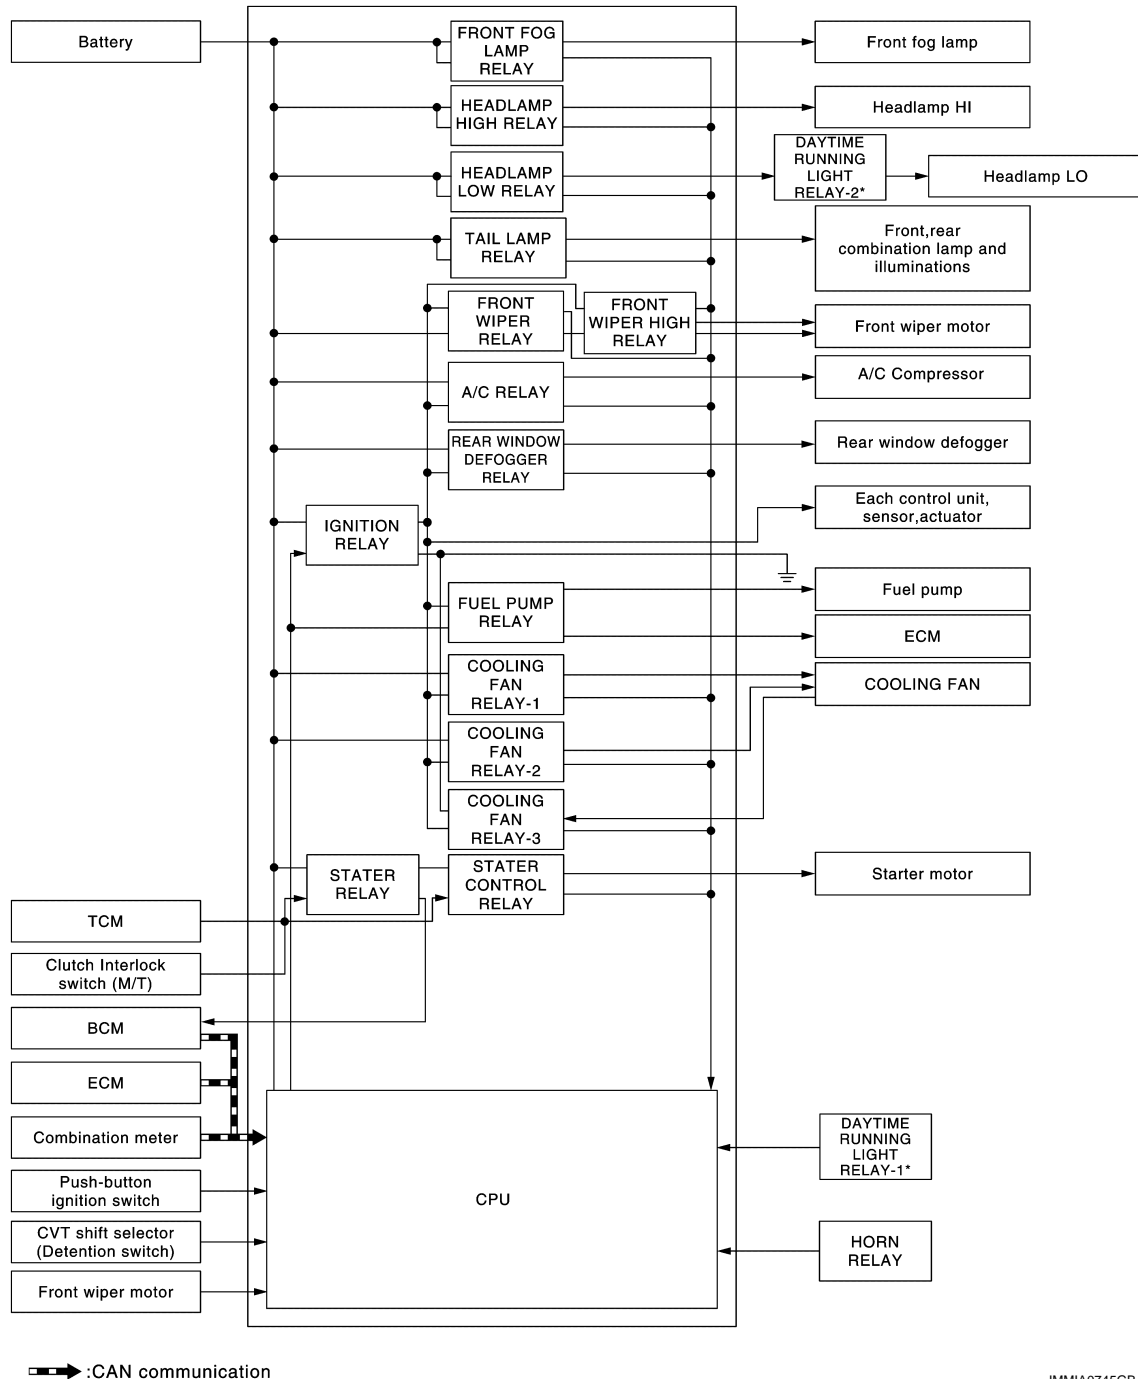 Battery
FRONT FOG
LAMP
RELAY
Front fog lamp
HEADLAMP
HIGH RELAY
Headlamp HI
HEADLAMP
LOW RELAY
DAYTIME
RUNNING
LIGHT
RELAY-2*
Headlamp LO
TAIL LAMP
RELAY
Front,rear
combination lamp and
illuminations
FRONT
WIPER
RELAY
FRONT
WIPER HIGH
RELAY
Front wiper motor
A/C RELAY
A/C Compressor
REAR WINDOW
DEFOGGER
RELAY
Rear window defogger
IGNITION
RELAY
Each control unit,
sensor,actuator
FUEL PUMP
RELAY
Fuel pump
ECM
COOLING
FAN
RELAY-1
COOLING FAN
COOLING
FAN
RELAY-2
COOLING
FAN
RELAY-3
STATER
RELAY
STATER
CONTROL
RELAY
Starter motor
TCM
Clutch Interlock
switch (M/T)
BCM
ECM
Combination meter
Push-button
ignition switch
CVT shift selector
(Detention switch)
Front wiper motor
CPU
DAYTIME
RUNNING
LIGHT
RELAY-1*
HORN
RELAY
:CAN communication